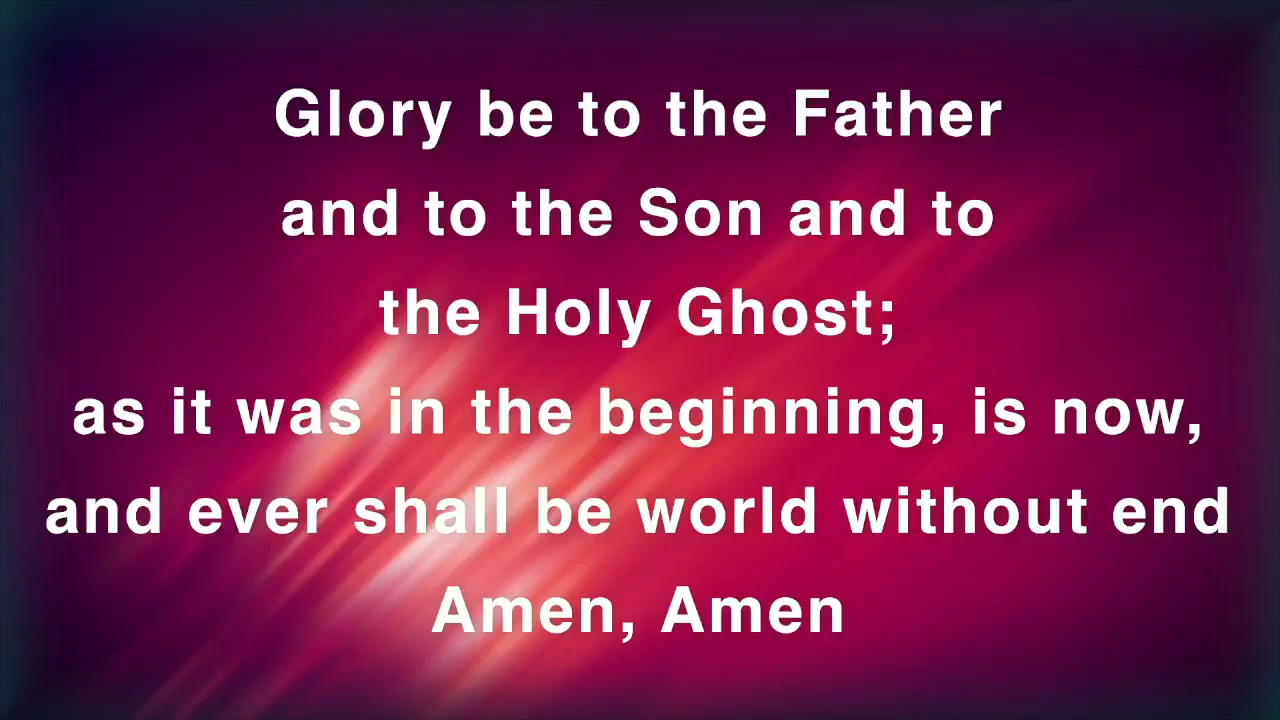 Glory be to the Father
and to the Son and to
the Holy Ghost;
as it was in the beginning, is now,
and ever shall be world without end
Amen, Amen